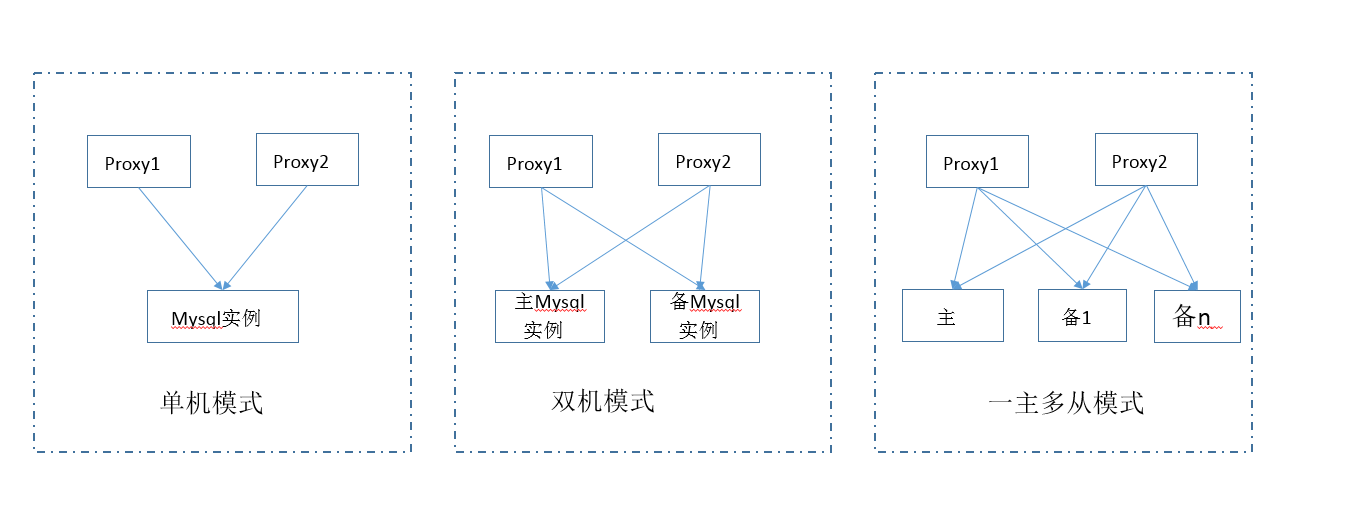 Proxy1
Proxy2
Mysql实例
单机模式
Proxy1
Proxy2
主Mysql
实例
备Mysql
实例
双机模式
Proxy1
Proxy2
主
备1
备n
一主多从模式